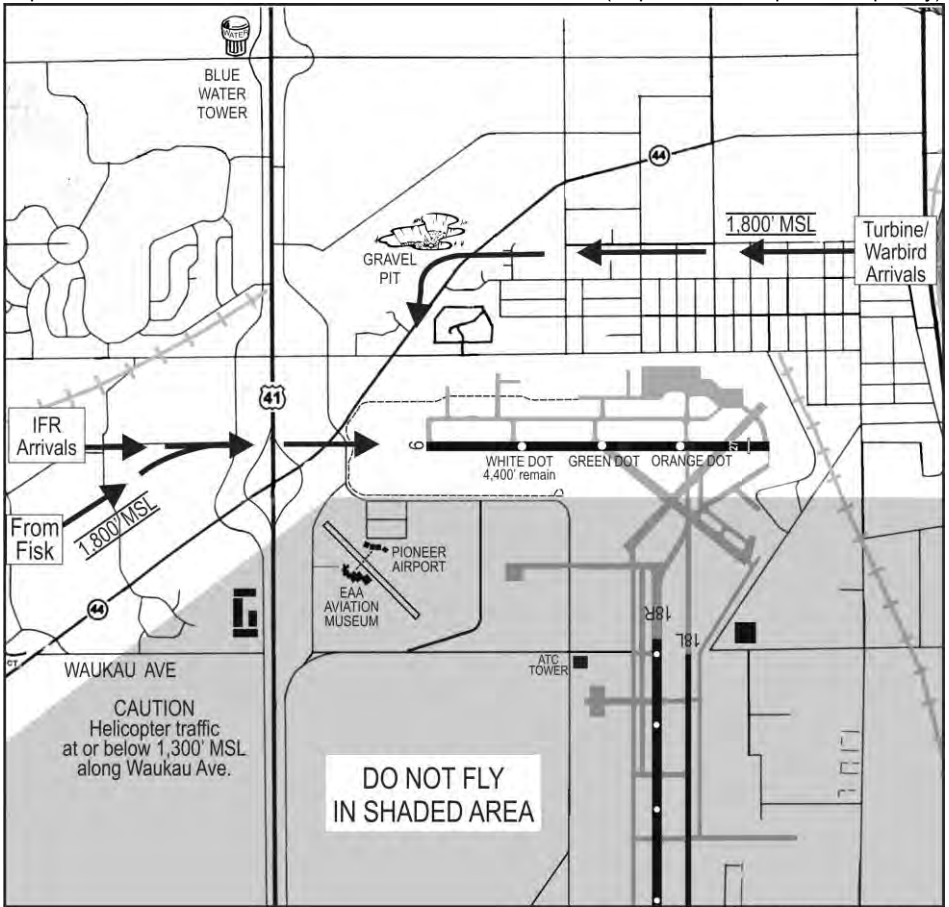 WATER
BLUE
WATER
TOWER
44
1,800' MSL
Turbine/
Warbird
Arrivals
GRAVEL
PIT
41
IFR
Arrivals
9
27
WHITE DOT
4,400' remain
GREEN DOT
ORANGE DOT
From
Fisk
1,800' MSL
PIONEER
AIRPORT
EAA
AVIATION
MUSEUM
44
18R
18L
CT
WAUKAU AVE
ATC
TOWER
CAUTION
Helicopter traffic
at or below 1,300' MSL
along Waukau Ave.
DO NOT FLY
IN SHADED AREA